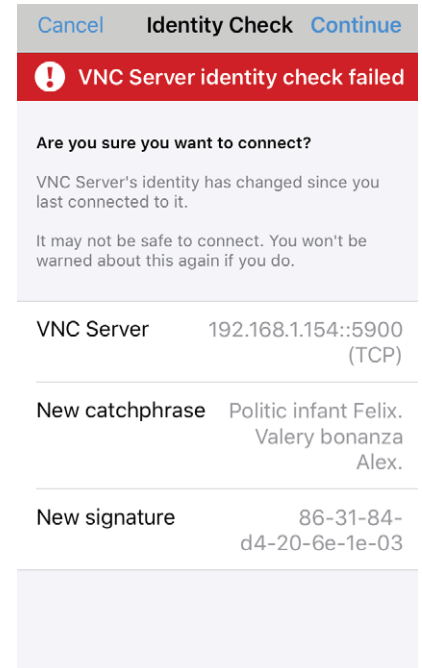 Cancel Identity Check Continue
VNC Server identity check failed
Are you sure you want to connect?
VNC Server's identity has changed since you
last connected to it.
It may not be safe to connect. You won't be
warned about this again if you do.
VNC Server 192.168.1.154::5900
(TCP)
New catchphrase Politic infant Felix.
Valery bonanza
Alex.
New signature 86-31-84-
d4-20-6e-1e-03